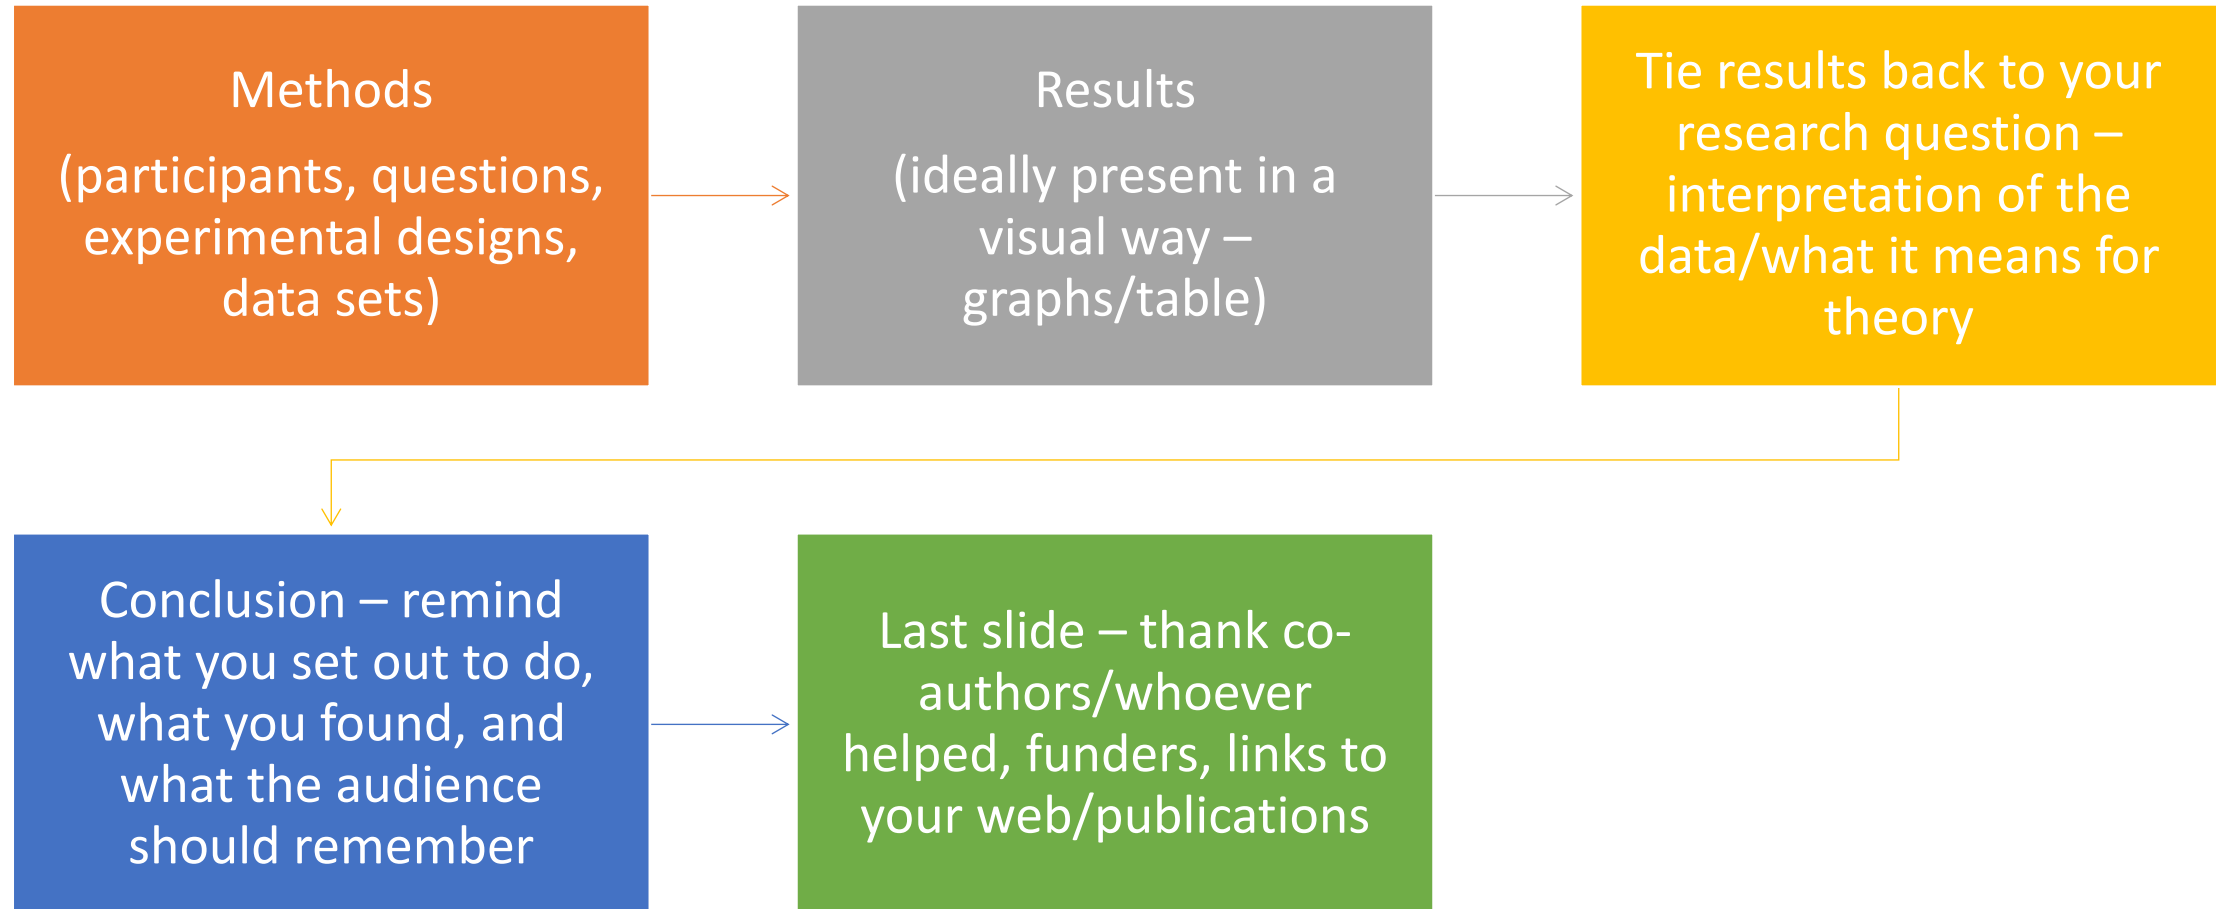 Methods
(participants, questions,
experimental designs,
data sets)
Results
(ideally present in a
visual way –
graphs/table)
Tie results back to your
research question –
interpretation of the
data/what it means for
theory
Conclusion – remind
what you set out to do,
what you found, and
what the audience
should remember
Last slide – thank co-
authors/whoever
helped, funders, links to
your web/publications